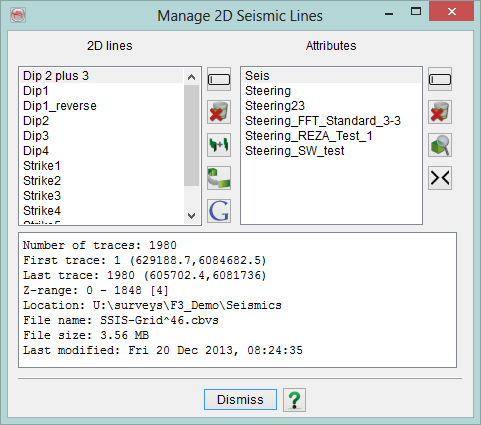 Manage 2D Seismic Lines
2D lines
Attributes
Dip 2 plus 3
Dip1
Dip1_reverse
Dip2
Dip3
Dip4
Strike1
Strike2
Strike3
Strike4
Strike5
Seis
Steering
Steering23
Steering_FFT_Standard_3-3
Steering_REZA_Test_1
Steering_SW_test
G
Number of traces: 1980
First trace: 1 (629188.7,6084682.5)
Last trace: 1980 (605702.4,6081736)
Z-range: 0 - 1848 [4]
Location: U:\surveys\F3_Demo\Seismics
File name: SSIS-Grid^46.cbvs
File size: 3.56 MB
Last modified: Fri 20 Dec 2013, 08:24:35
Dismiss
?